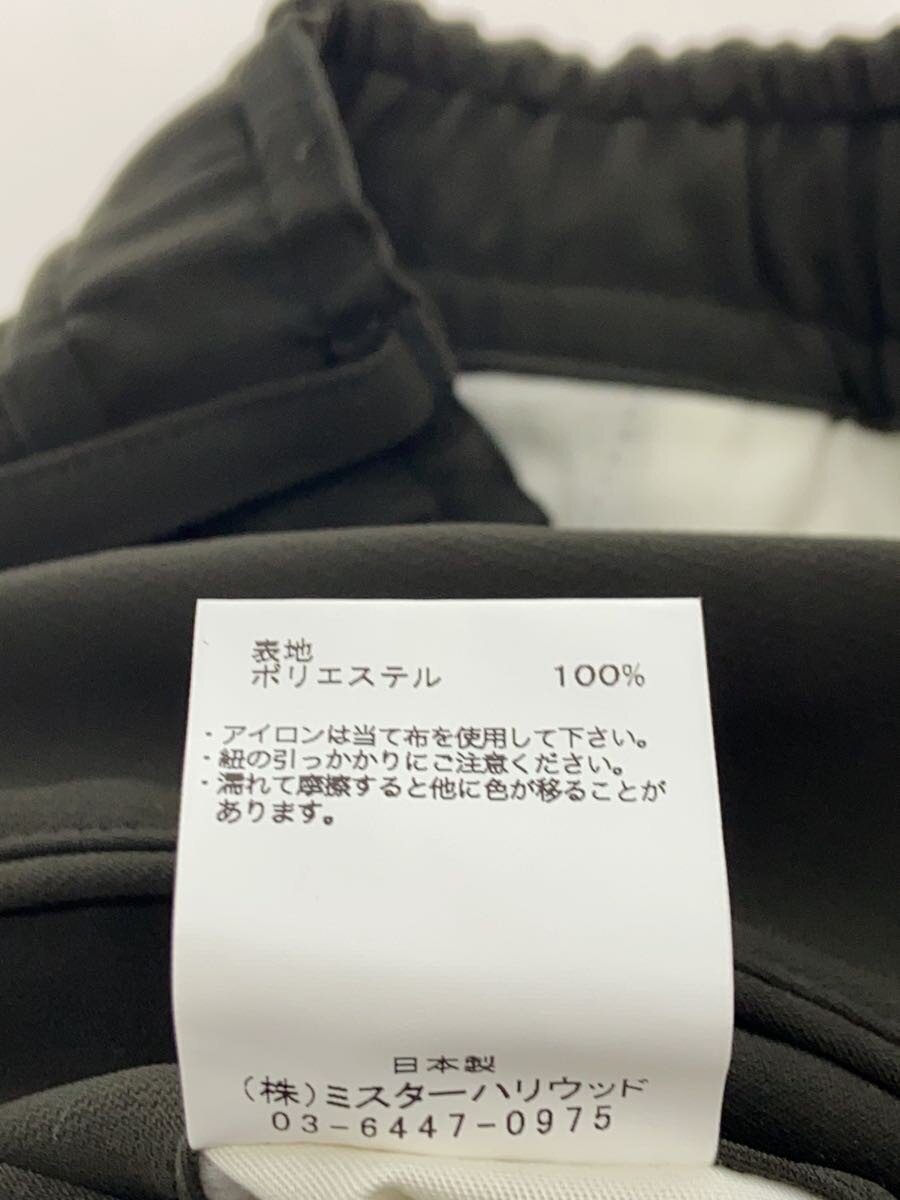 表地
ポリエステル 100%
・アイロンは当て布を使用して下さい。
・紐の引っかかりにご注意ください。
・濡れて摩擦すると他に色が移ることが
あります。
日本製
(株)ミスターハリウッド
03-6447-0975